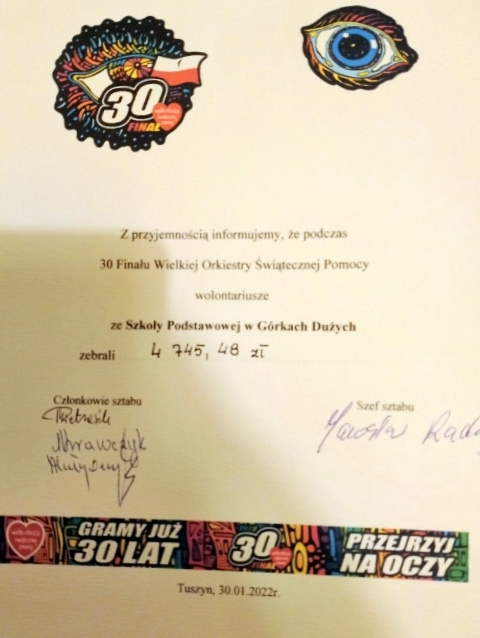 30
FINAŁ
Z przyjemnością informujemy, że podczas
30 Finału Wielkiej Orkiestry Świątecznej Pomocy
wolontariusze
ze Szkoły Podstawowej w Górkach Dużych
zebrali 4 745,48 zł
Członkowie sztabu
Szef sztabu
Jarosław
GRAMY JUŻ
30 LAT
30
PRZEJRZYJ
NA OCZY
Tuszyn, 30.01.2022r.